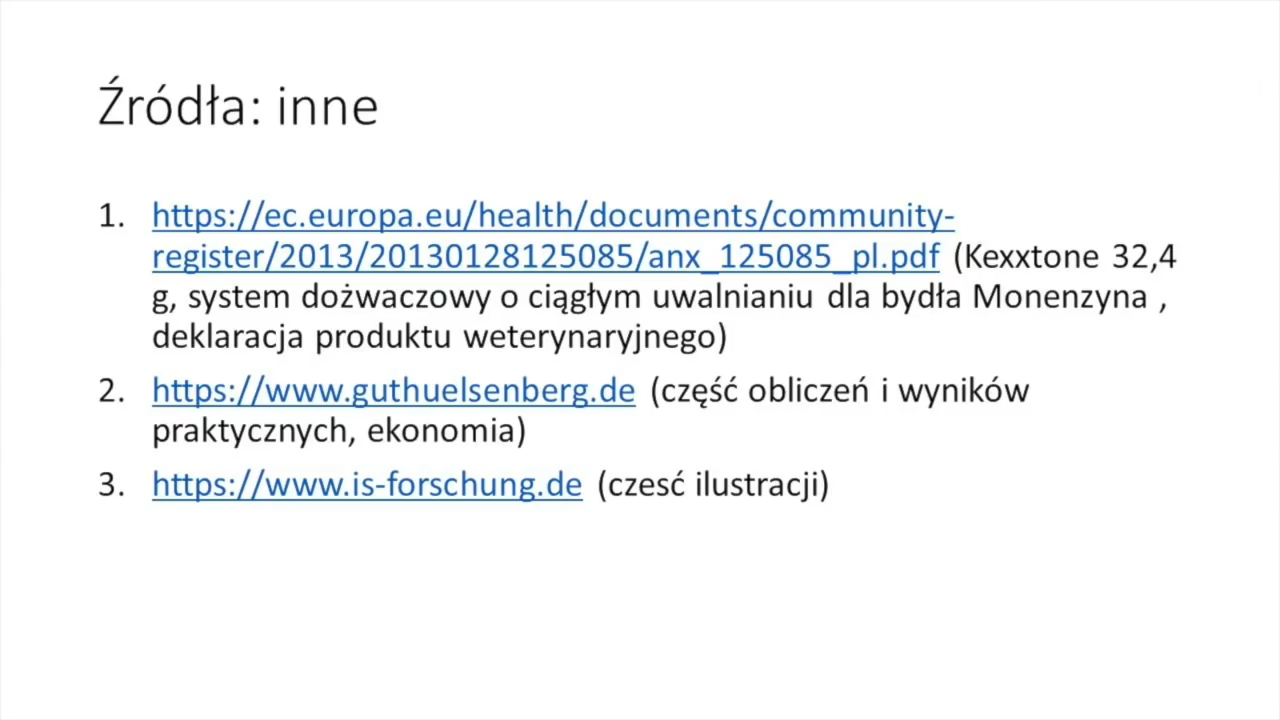 Źródła: inne
1. https://ec.europa.eu/health/documents/community-
register/2013/20130128125085/anx_125085_pl.pdf (Kexxtone 32,4
g, system dożwaczowy o ciągłym uwalnianiu dla bydła Monenzyna ,
deklaracja produktu weterynaryjnego)
2. https://www.guthuelsenberg.de (część obliczeń i wyników
praktycznych, ekonomia)
3. https://www.is-forschung.de (czesć ilustracji)